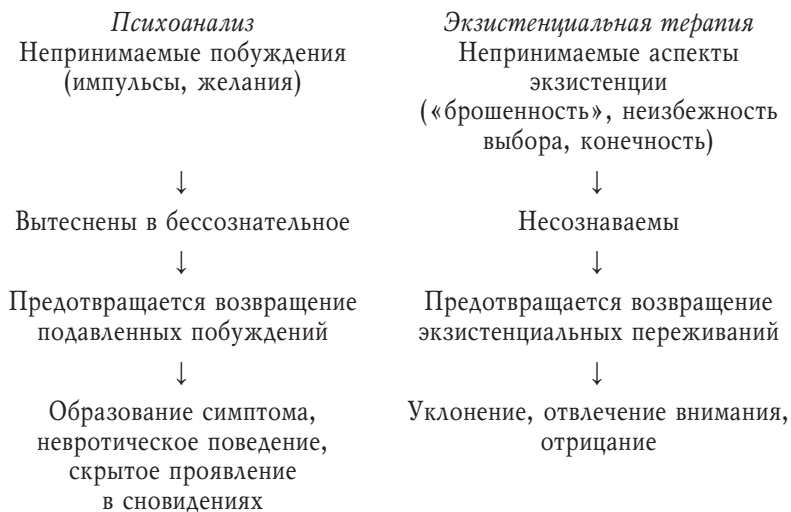 Психоанализ
Непринимаемые побуждения
(импульсы, желания)
↓
Вытеснены в бессознательное
↓
Предотвращается возвращение
подавленных побуждений
↓
Образование симптома,
невротическое поведение,
скрытое проявление
в сновидениях
Экзистенциальная терапия
Непринимаемые аспекты
экзистенции
(«брошенность», неизбежность
выбора, конечность)
↓
Несознаваемы
↓
Предотвращается возвращение
экзистенциальных переживаний
↓
Уклонение, отвлечение внимания,
отрицание